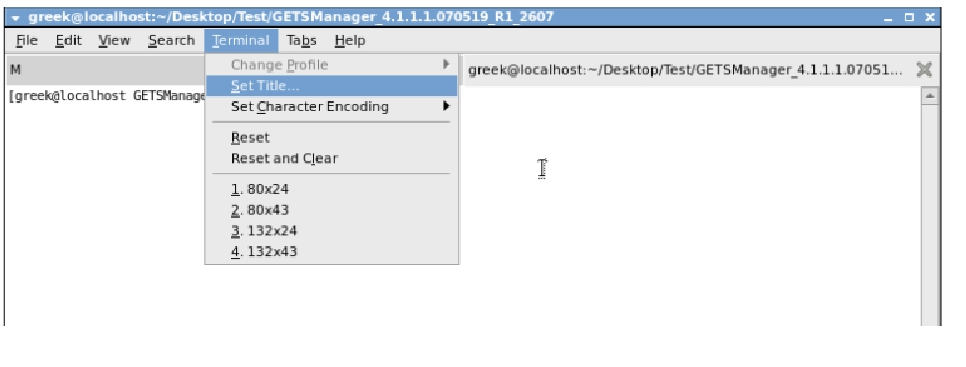 greek@localhost:~/Desktop/Test/GETSManager_4.1.1.1.070519_R1_2607
File Edit View Search Terminal Tabs Help
M
greek@localhost:~/Desktop/Test/GETSManager_4.1.1.1.07051...
[greek@localhost GETSManage
Change Profile
Set Title...
Set Character Encoding
Reset
Reset and Clear
1. 80x24
2. 80x43
3. 132x24
4. 132x43